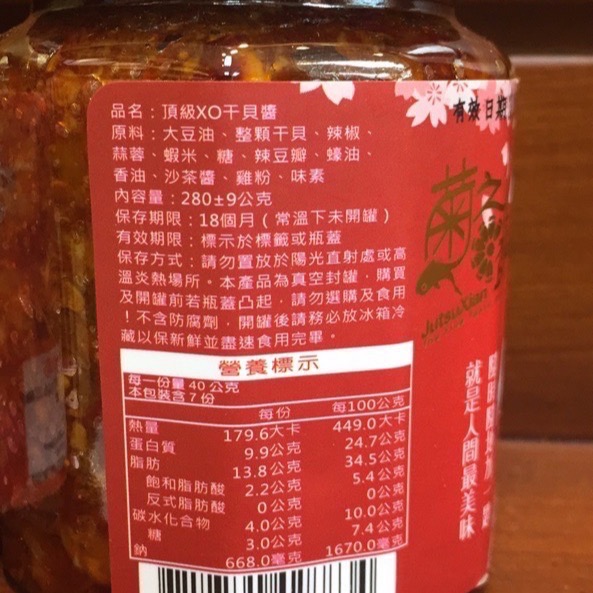 品名：頂級XO干貝醬
原料：大豆油、整顆干貝、辣椒、
蒜蓉、蝦米、糖、辣豆瓣、蠔油、
香油、沙茶醬、雞粉、味素
內容量：280±9公克
保存期限：18個月（常溫下未開罐）
有效期限：標示於標籤或瓶蓋
保存方式：請勿置放於陽光直射處或高
溫炎熱場所。本產品為真空封罐，購買
及開罐前若瓶蓋凸起，請勿選購及食用
！不含防腐劑，開罐後請務必放冰箱冷
藏以保新鮮並盡速食用完畢。
營養標示
每一份量 40 公克
本包裝含 7 份
每份 每100公克
熱量 179.6大卡 449.0大卡
蛋白質 9.9公克 24.7公克
脂肪 13.8公克 34.5公克
飽和脂肪酸 2.2公克 5.4公克
反式脂肪酸 0公克 0公克
碳水化合物 4.0公克 10.0公克
糖 3.0公克 7.4公克
鈉 668.0毫克 1670.0毫克
有效日期
菊之
JutsuXian
就是人間最美味